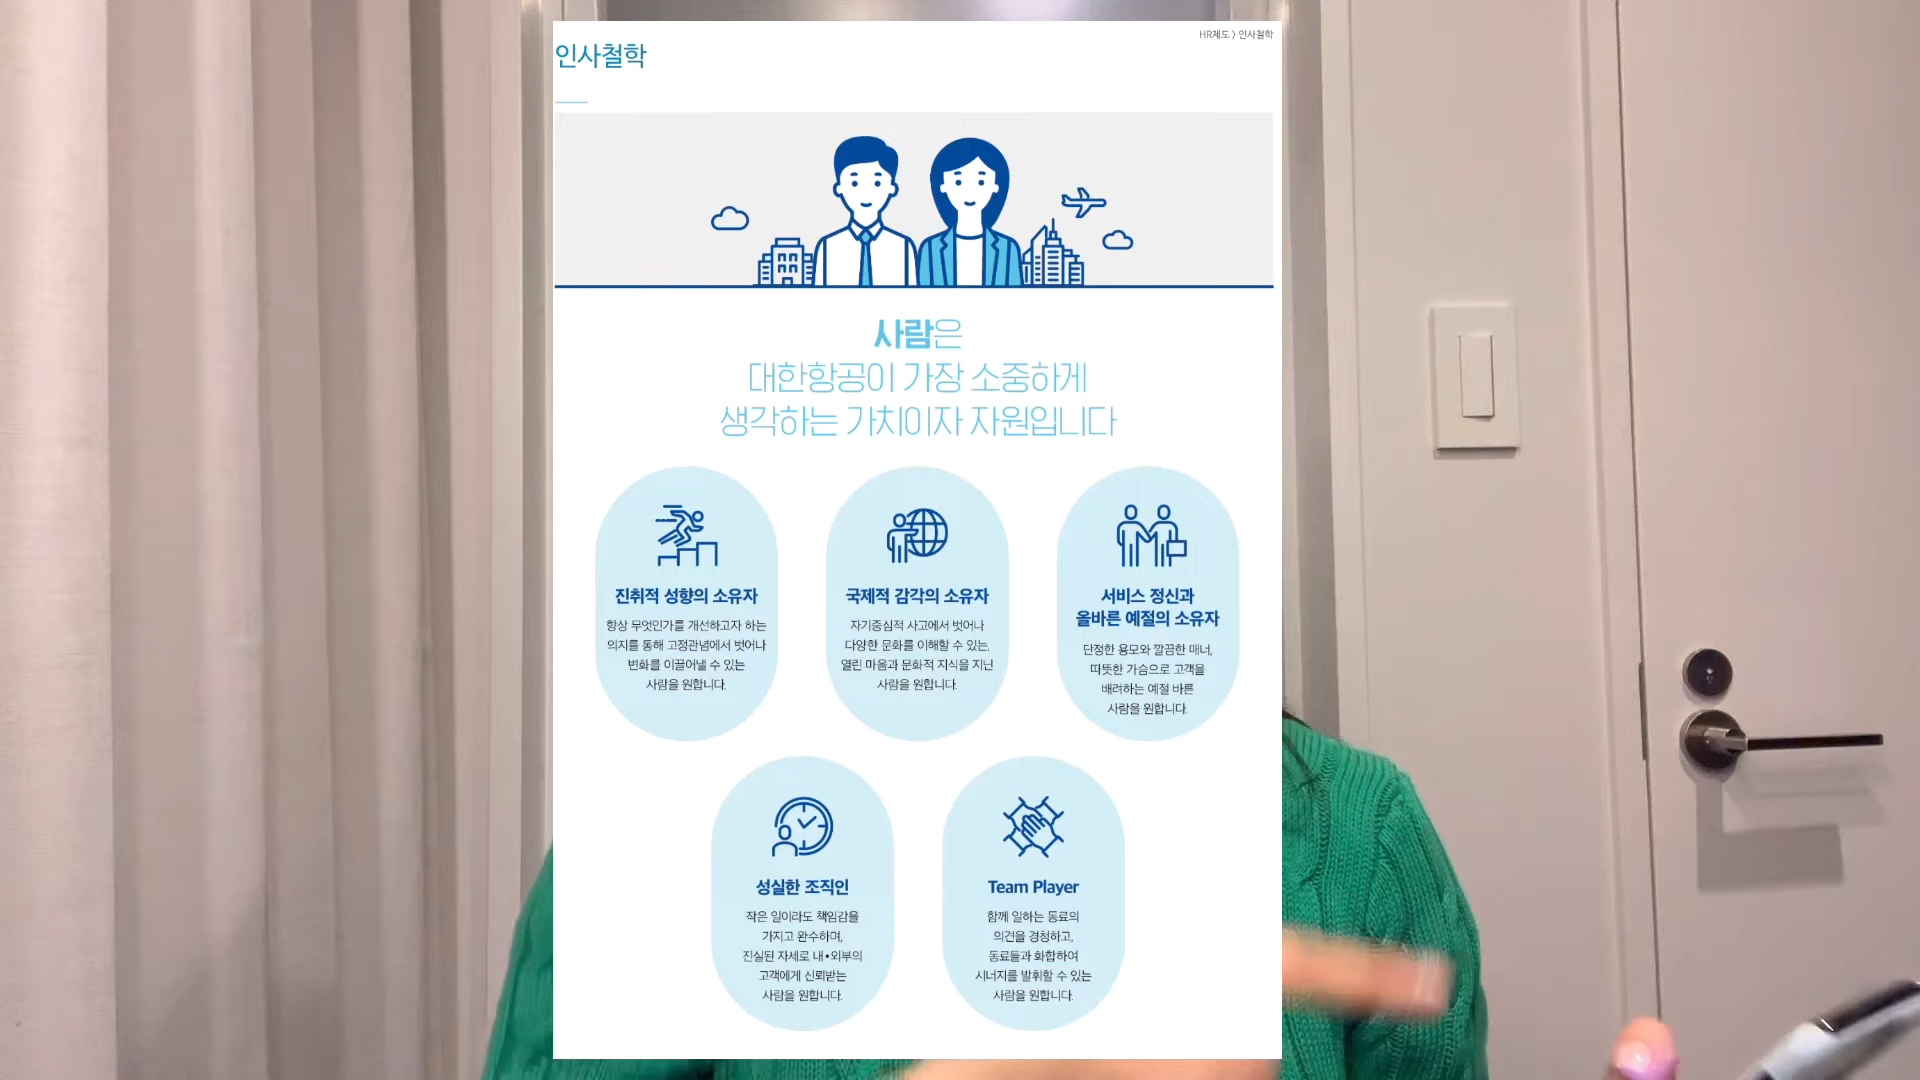 HR제도 > 인사철학
인사철학
사람은
대한항공이 가장 소중하게
생각하는 가치이자 자원입니다
진취적 성향의 소유자
항상 무엇인가를 개선하고자 하는
의지를 통해 고정관념에서 벗어나
변화를 이끌어낼 수 있는
사람을 원합니다.
국제적 감각의 소유자
자기중심적 사고에서 벗어나
다양한 문화를 이해할 수 있는,
열린 마음과 문화적 지식을 지닌
사람을 원합니다.
서비스 정신과
올바른 예절의 소유자
단정한 용모와 깔끔한 매너,
따뜻한 가슴으로 고객을
배려하는 예절 바른
사람을 원합니다.
성실한 조직인
작은 일이라도 책임감을
가지고 완수하며,
진실된 자세로 내•외부의
고객에게 신뢰받는
사람을 원합니다.
Team Player
함께 일하는 동료의
의견을 경청하고,
동료들과 화합하여
시너지를 발휘할 수 있는
사람을 원합니다.